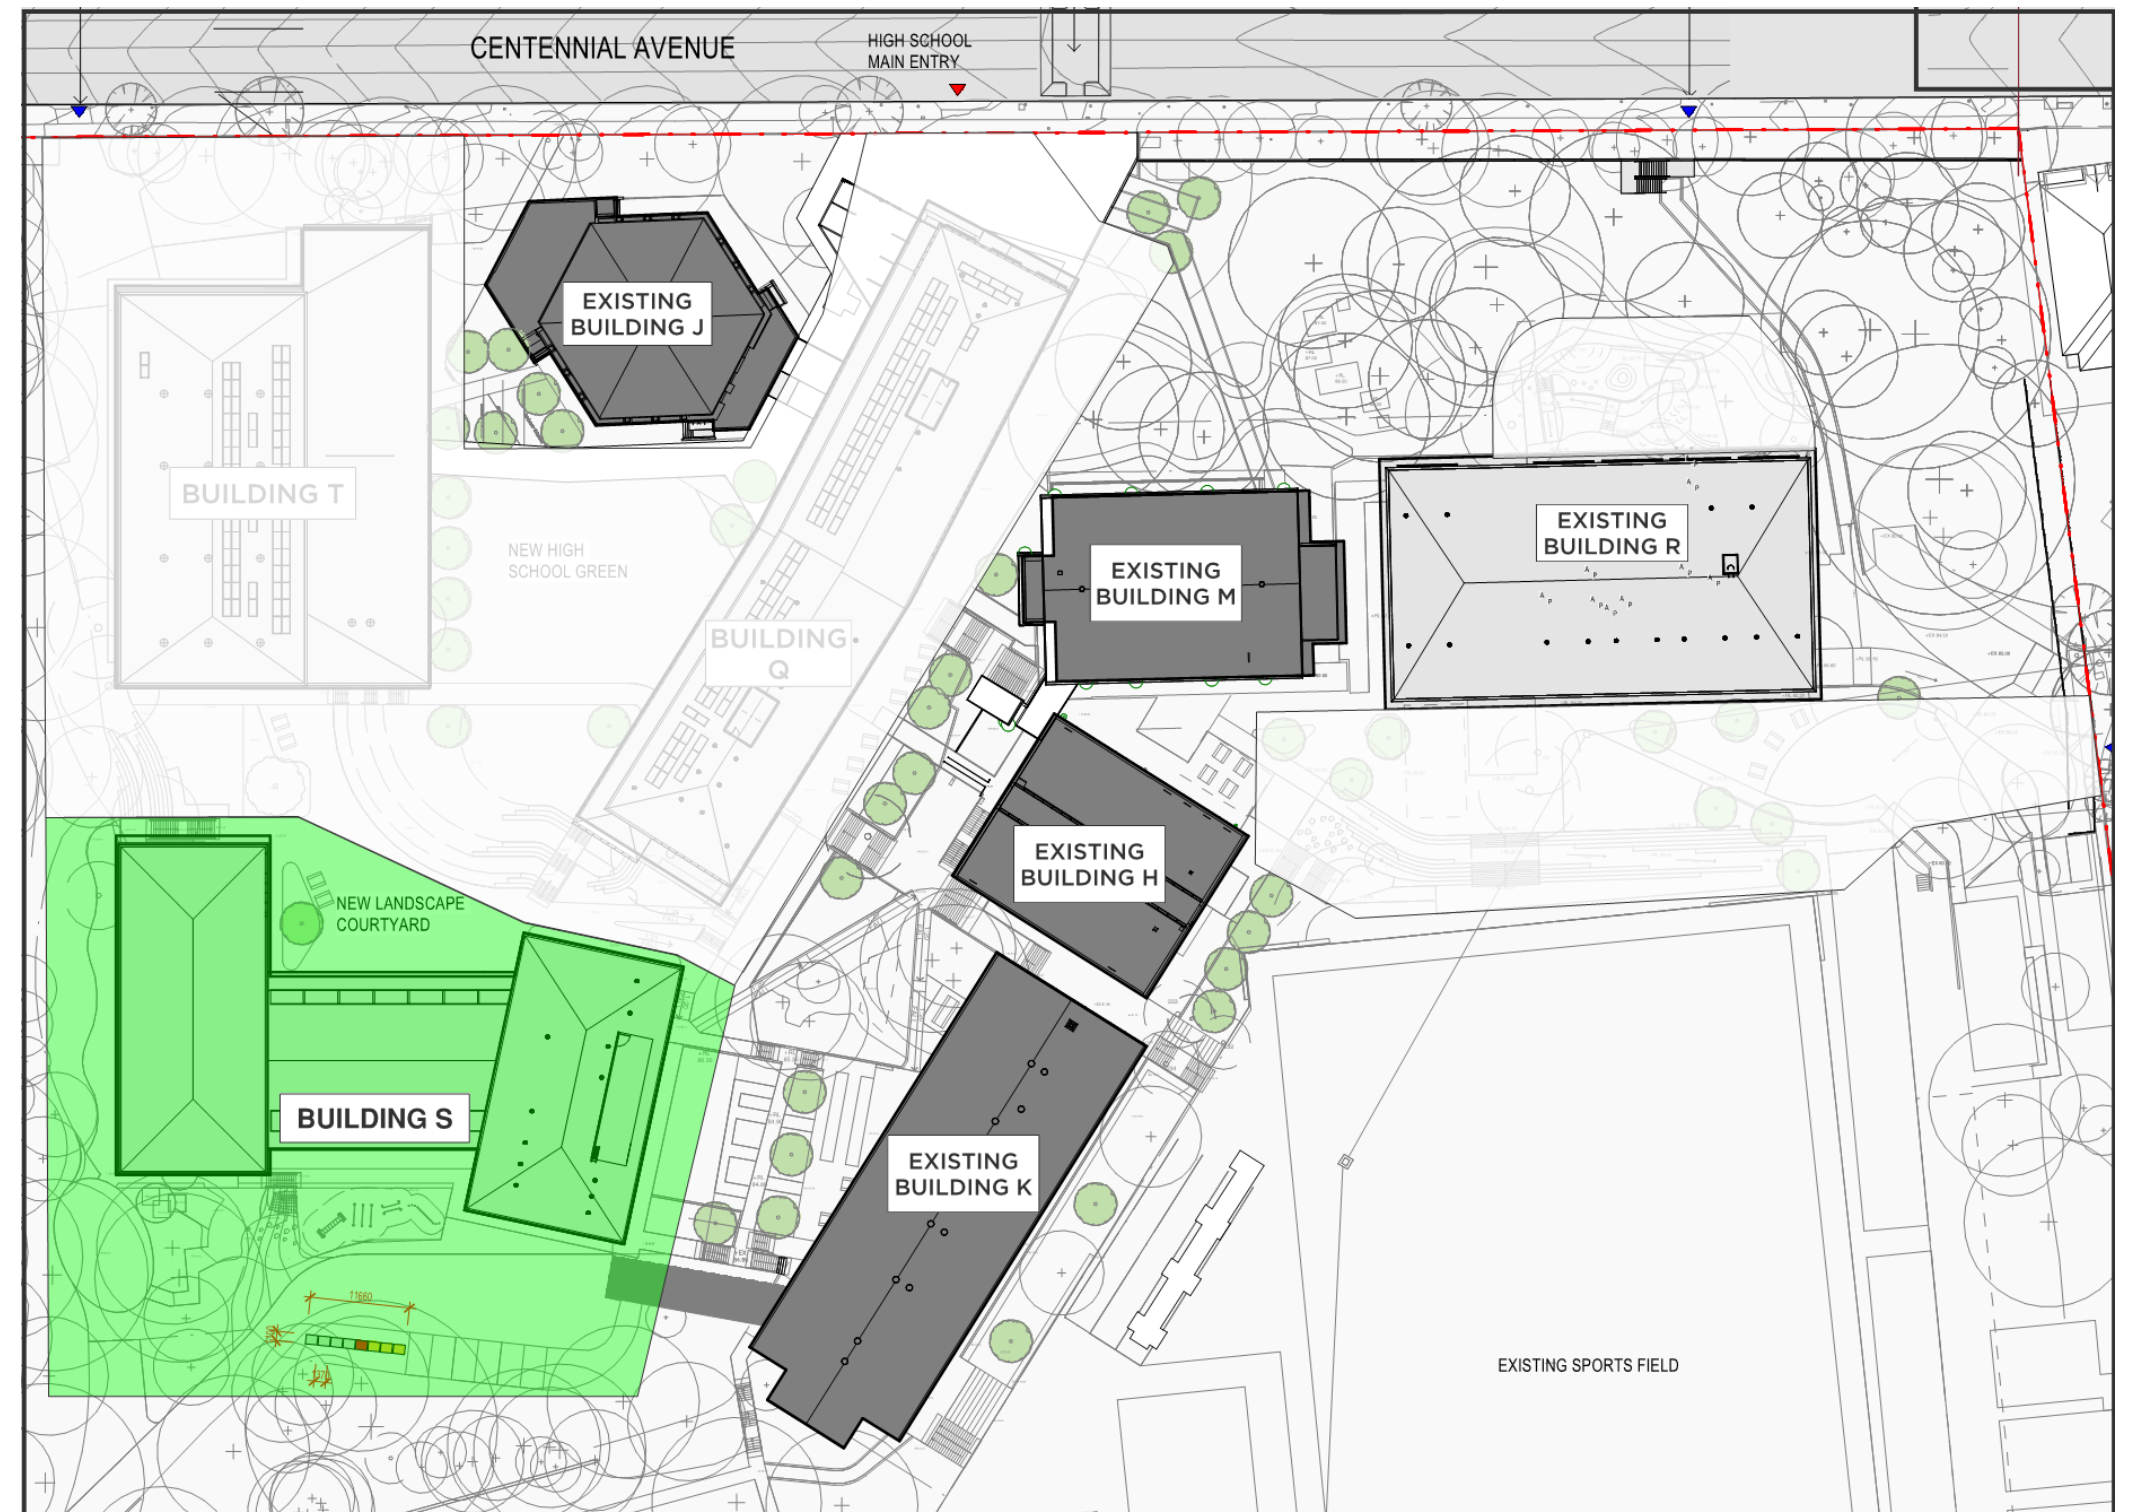 CENTENNIAL AVENUE
HIGH SCHOOL
MAIN ENTRY
EXISTING
BUILDING J
BUILDING T
NEW HIGH
SCHOOL GREEN
EXISTING
BUILDING R
EXISTING
BUILDING M
BUILDING
Q
EXISTING
BUILDING H
NEW LANDSCAPE
COURTYARD
BUILDING S
EXISTING
BUILDING K
11660
EXISTING SPORTS FIELD